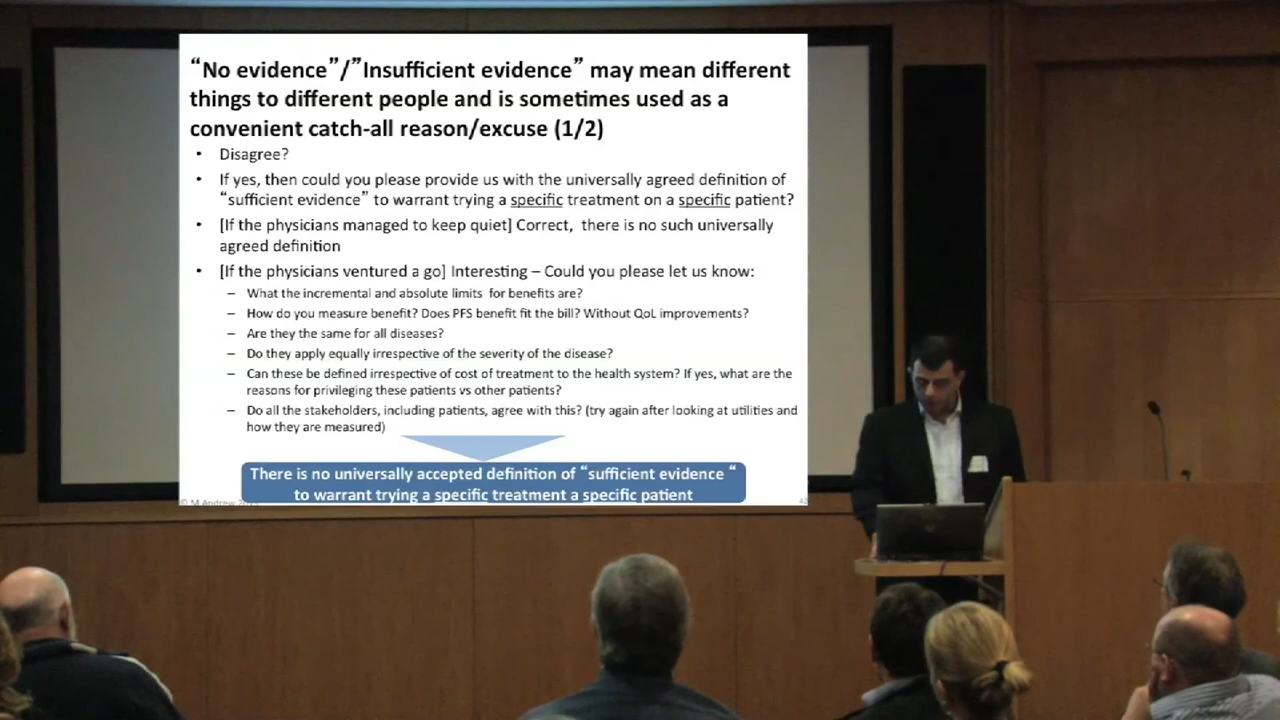 “No evidence”/”Insufficient evidence” may mean different
things to different people and is sometimes used as a
convenient catch-all reason/excuse (1/2)
• Disagree?
• If yes, then could you please provide us with the universally agreed definition of
“sufficient evidence” to warrant trying a specific treatment on a specific patient?
• [If the physicians managed to keep quiet] Correct, there is no such universally
agreed definition
• [If the physicians ventured a go] Interesting – Could you please let us know:
– What the incremental and absolute limits for benefits are?
– How do you measure benefit? Does PFS benefit fit the bill? Without QoL improvements?
– Are they the same for all diseases?
– Do they apply equally irrespective of the severity of the disease?
– Can these be defined irrespective of cost of treatment to the health system? If yes, what are the
reasons for privileging these patients vs other patients?
– Do all the stakeholders, including patients, agree with this? (try again after looking at utilities and
how they are measured)
There is no universally accepted definition of “sufficient evidence “
to warrant trying a specific treatment a specific patient
© M Andrew